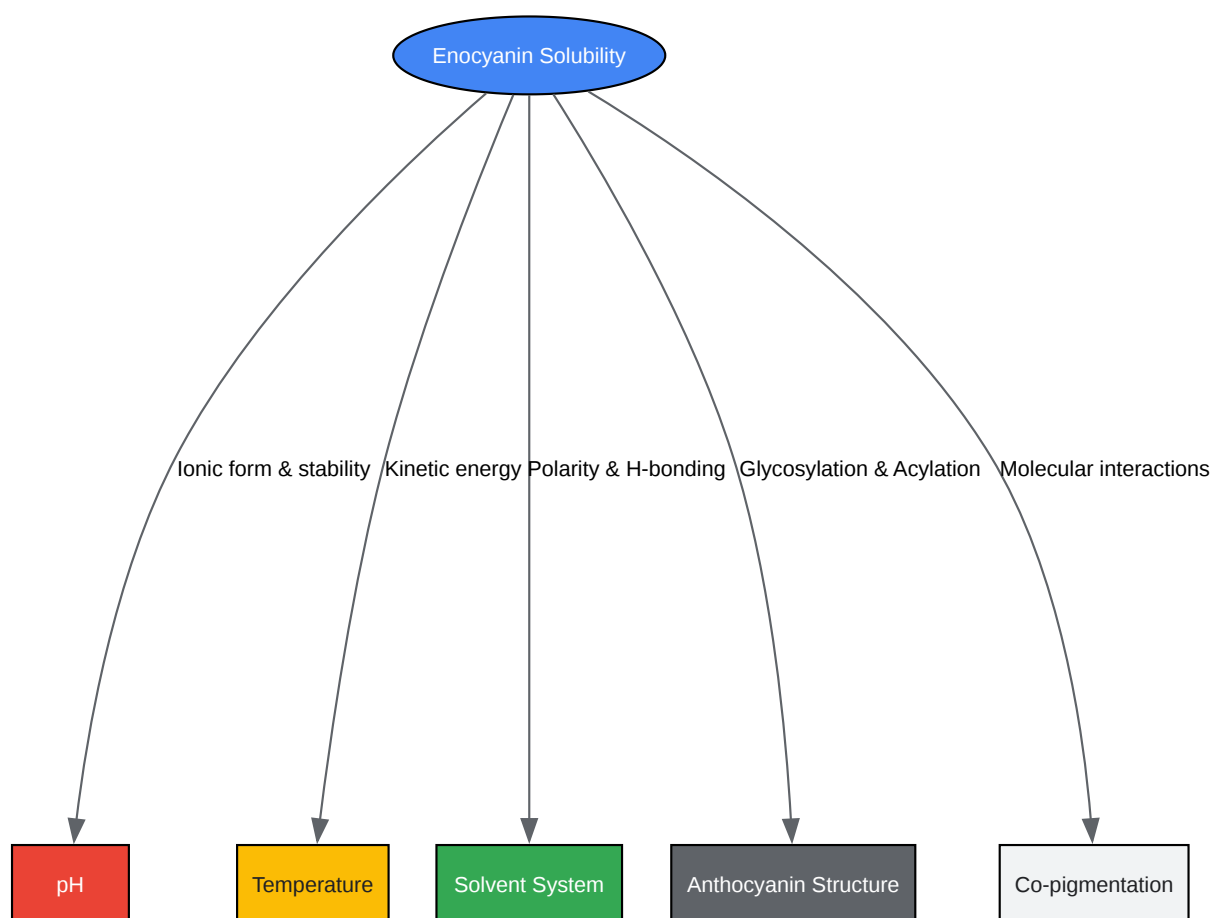 Enocyanin Solubility
Ionic form & stability
Kinetic energy
Polarity & H-bonding
Glycosylation & Acylation
Molecular interactions
pH
Temperature
Solvent System
Anthocyanin Structure
Co-pigmentation